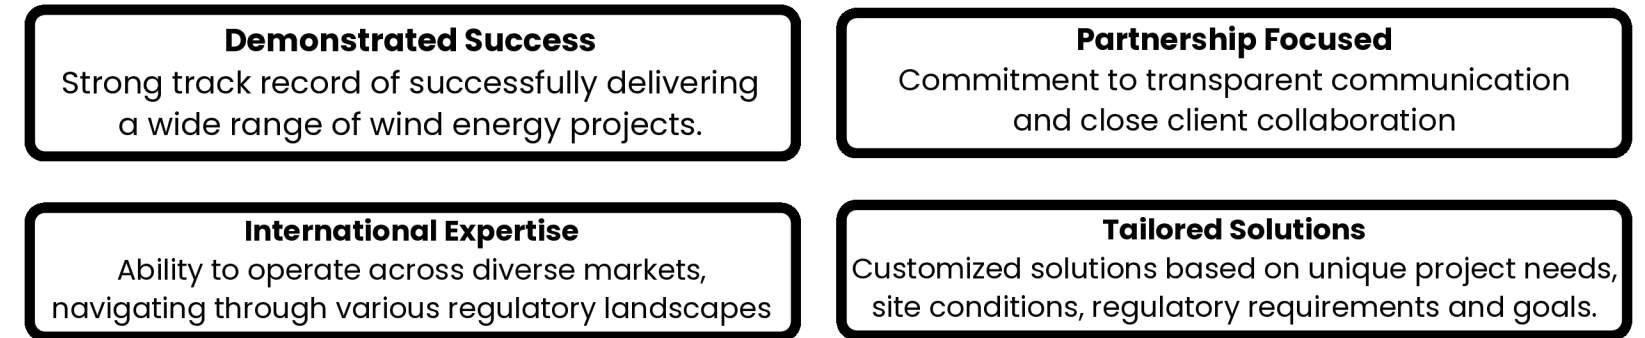 Demonstrated Success
Strong track record of successfully delivering
a wide range of wind energy projects.
Partnership Focused
Commitment to transparent communication
and close client collaboration
International Expertise
Ability to operate across diverse markets,
navigating through various regulatory landscapes
Tailored Solutions
Customized solutions based on unique project needs,
site conditions, regulatory requirements and goals.